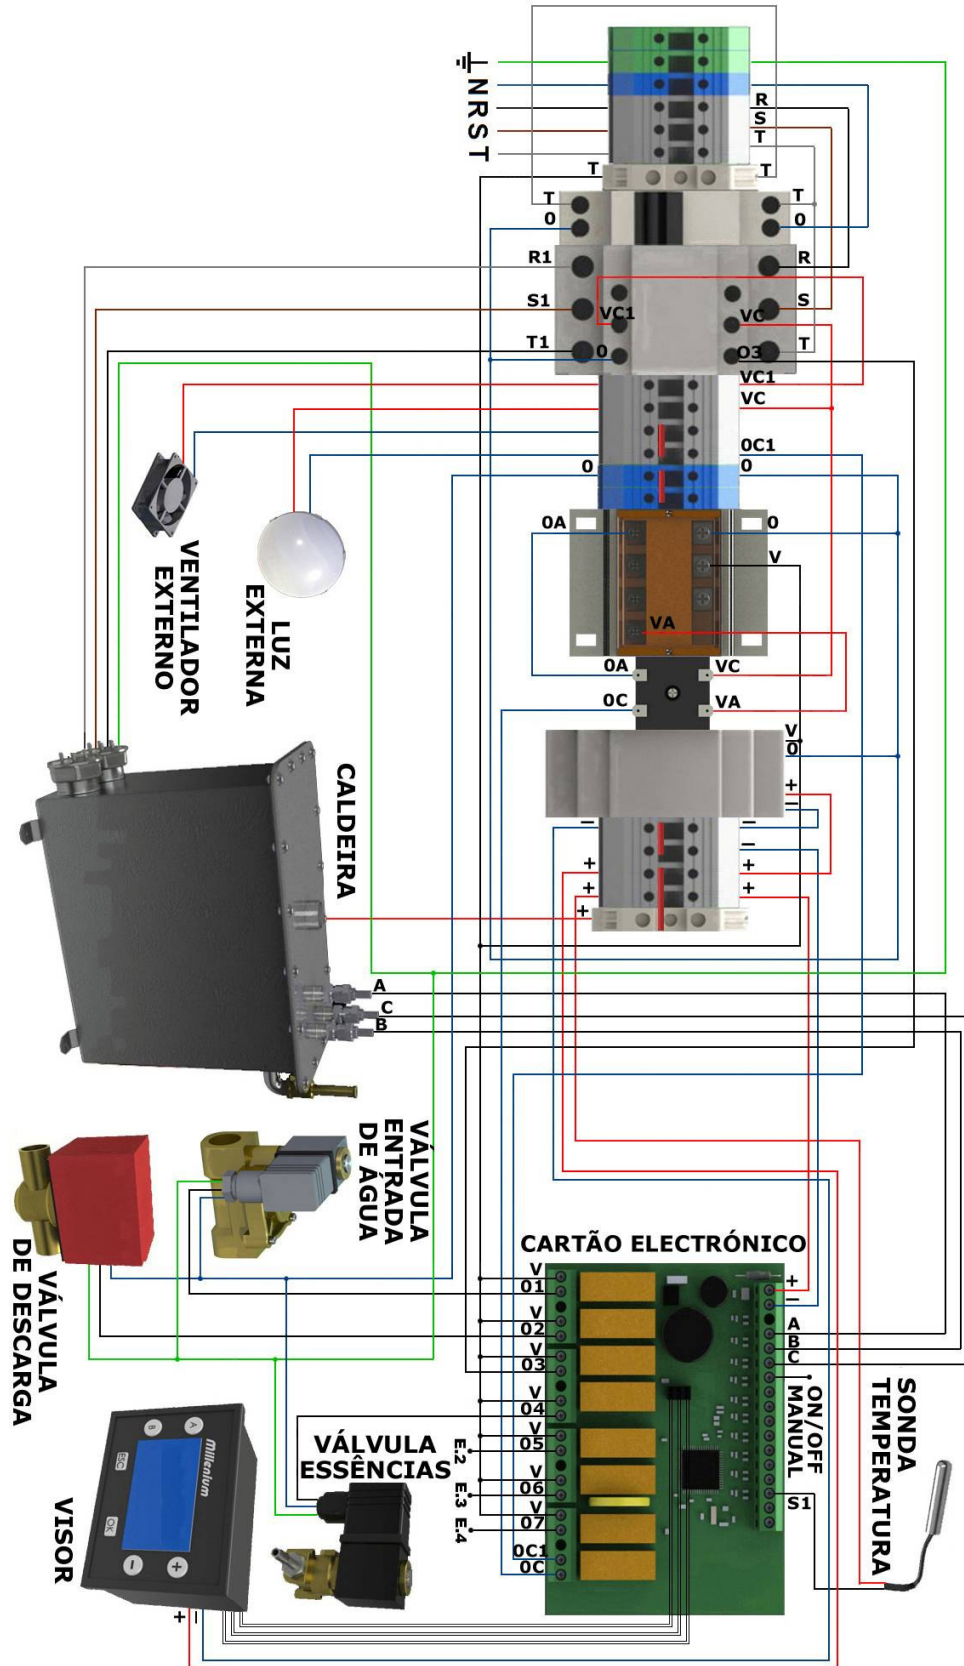 N R S T
R
S
T
T
T
T
T
0
0
R1
R
S1
S
VC1
VC
T1
T
0
O3
VC1
VC
0C1
0
0
0A
0
V
VA
0A
VC
0C
VA
V
0
+
−
−
−
+
+
+
+
+
VENTILADOR
EXTERNO
LUZ
EXTERNA
CALDEIRA
A
C
B
VÁLVULA
ENTRADA
DE ÁGUA
VÁLVULA
DE DESCARGA
CARTÃO ELECTRÓNICO
V
01
V
02
V
03
V
04
V
05
V
06
V
07
0C1
0C
+
−
A
B
C
ON/OFF
MANUAL
S1
SONDA
TEMPERATURA
E.2
E.3
E.4
VÁLVULA
ESSÊNCIAS
VISOR
Millenium
A
B
ESC
OK
+
−
+
−